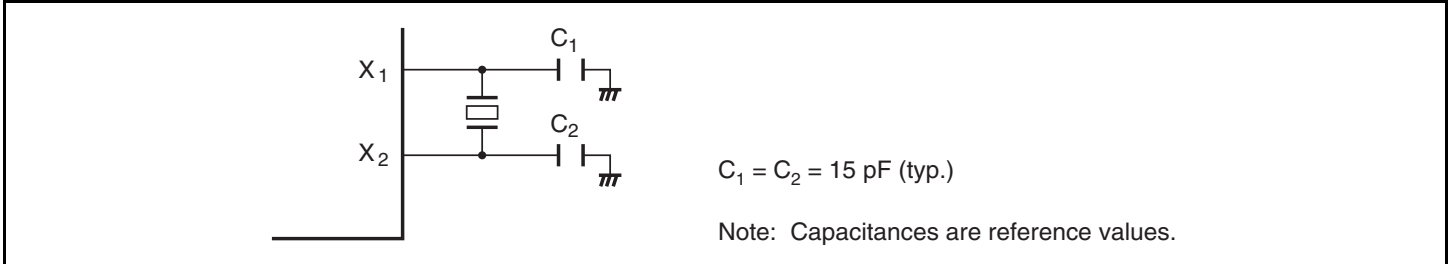 C1
X1
C2
X2
C1 = C2 = 15 pF (typ.)
Note: Capacitances are reference values.